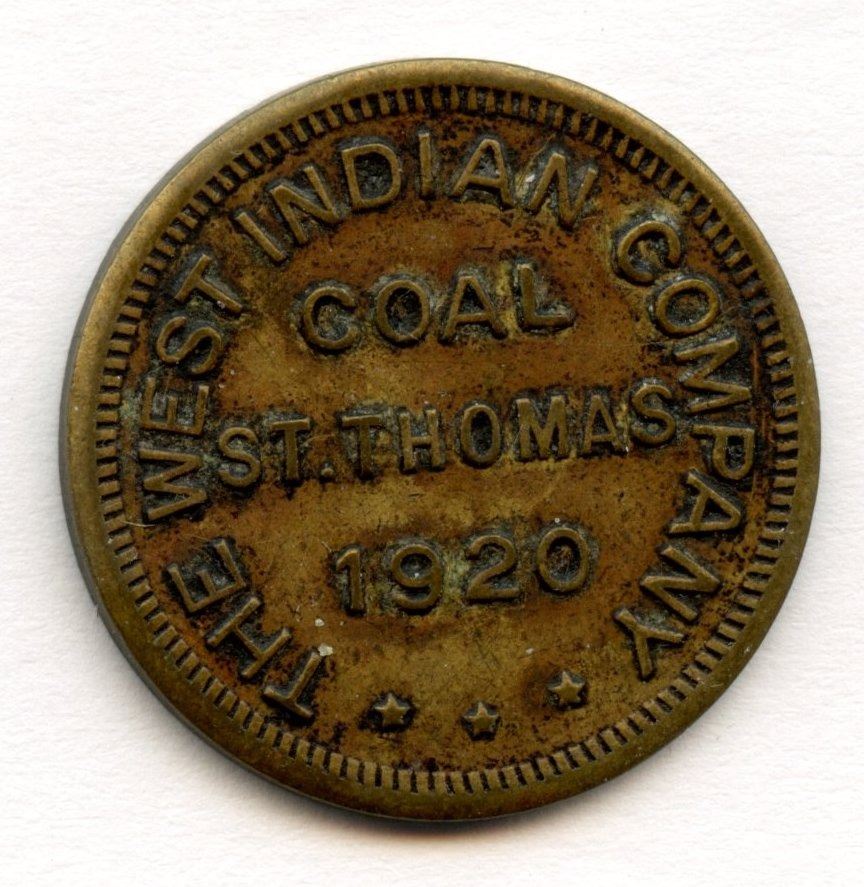 THE WEST INDIAN COMPANY
COAL
ST. THOMAS
1920